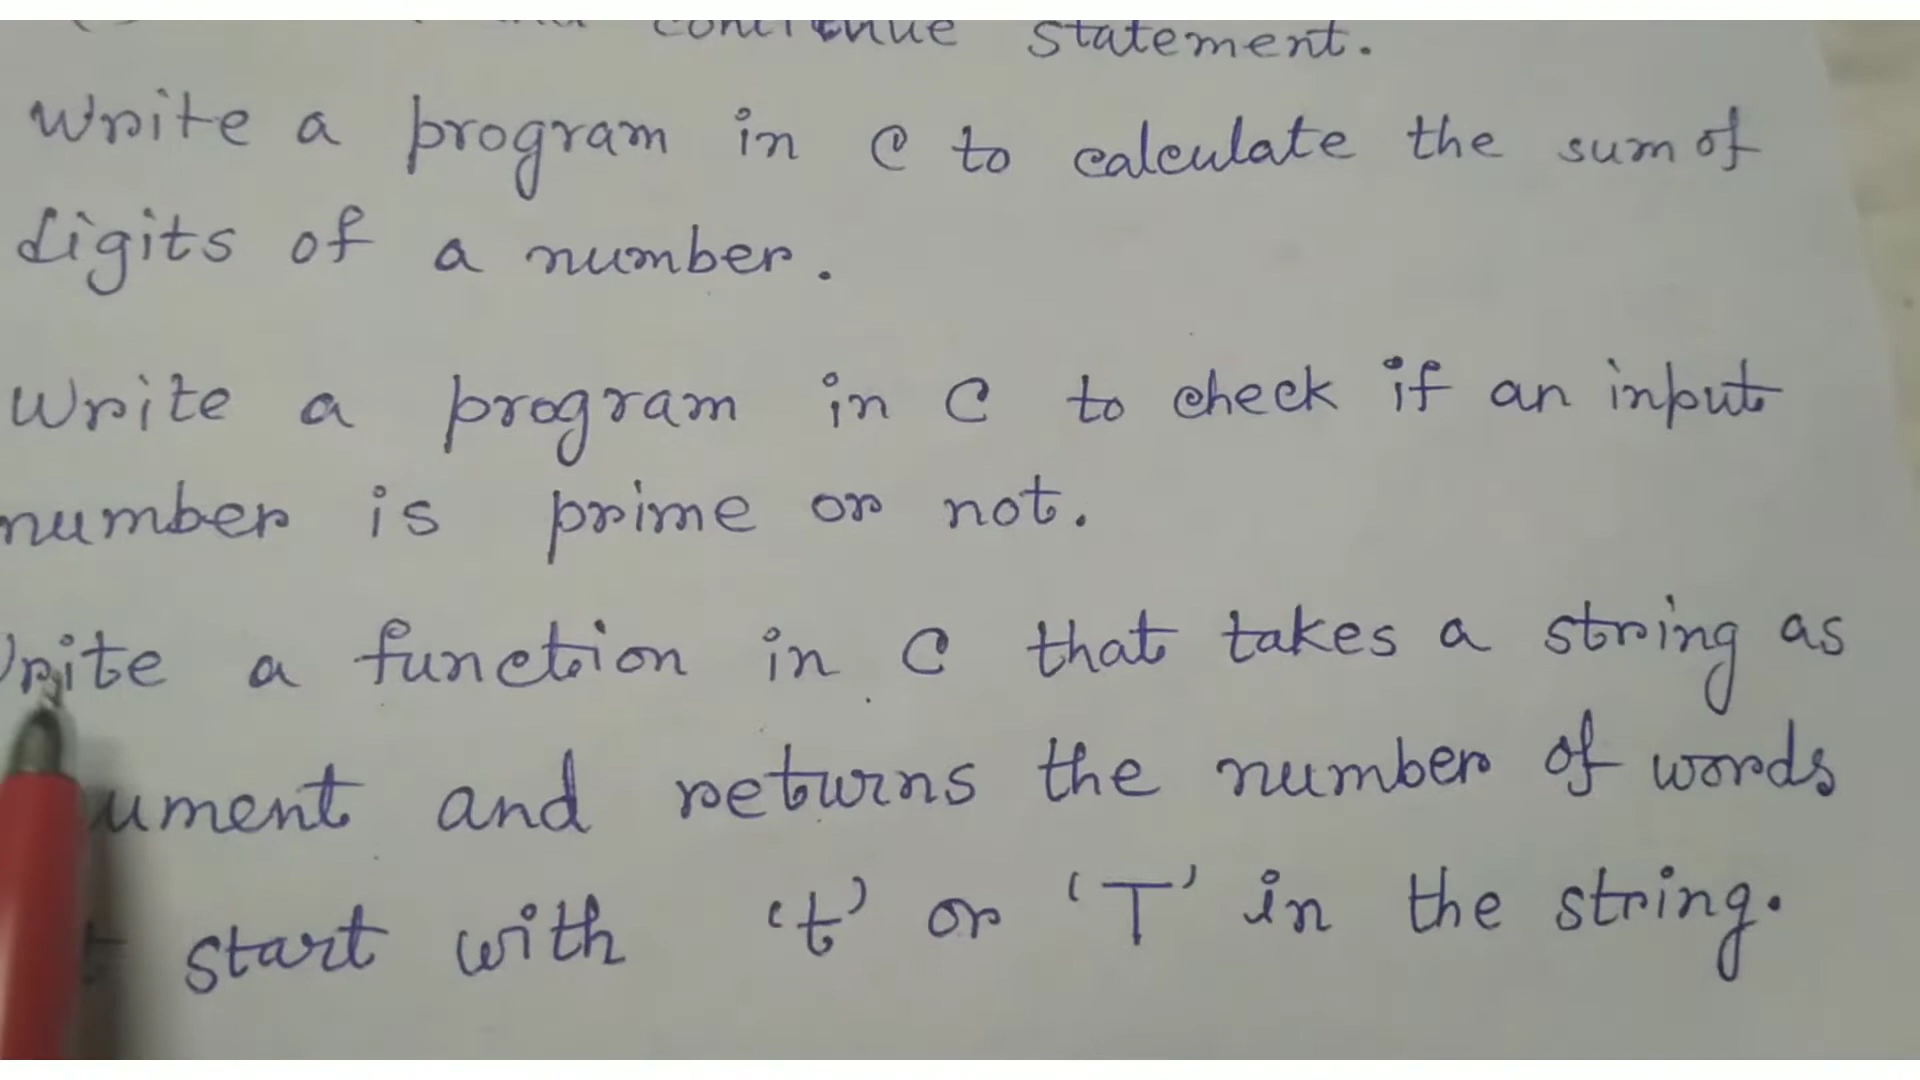 continue statement.
Write a program in C to calculate the sum of
digits of a number.
Write a program in C to check if an input
number is prime or not.
Write a function in C that takes a string as
ument and returns the number of words
start with 't' or 'T' in the string.